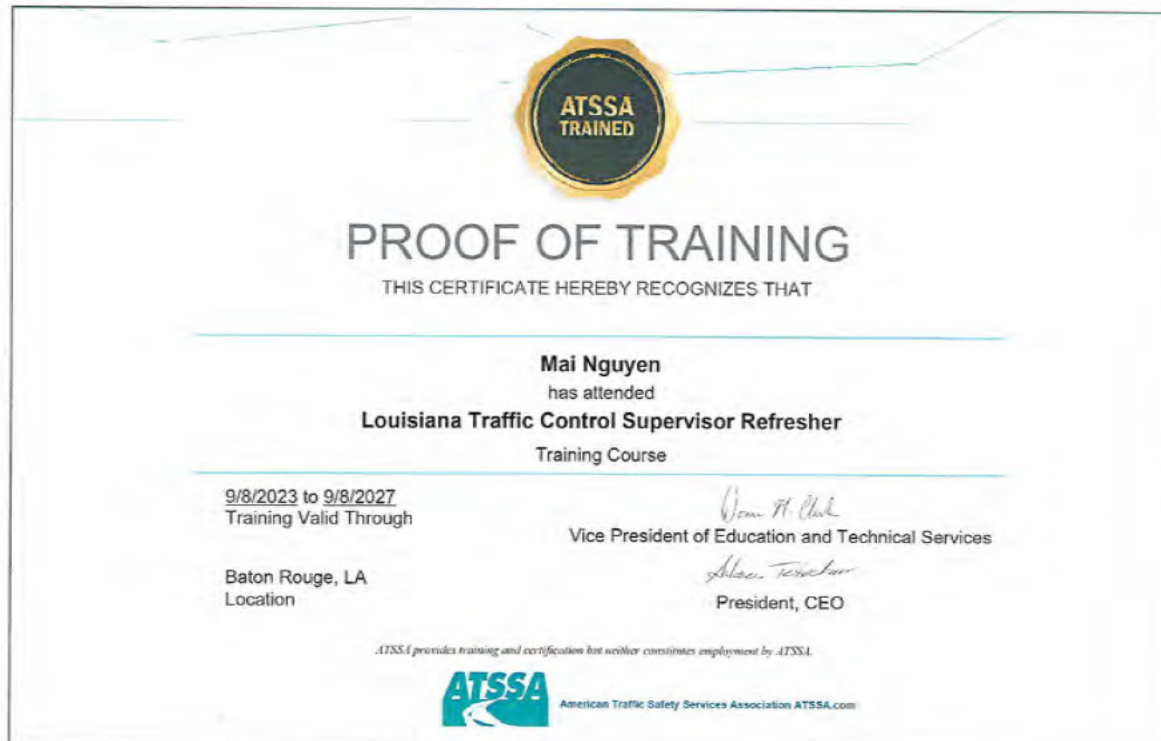 ATSSA
TRAINED
PROOF OF TRAINING
THIS CERTIFICATE HEREBY RECOGNIZES THAT
Mai Nguyen
has attended
Louisiana Traffic Control Supervisor Refresher
Training Course
9/8/2023 to 9/8/2027
Training Valid Through
Vice President of Education and Technical Services
Baton Rouge, LA
Location
President, CEO
ATSSA provides training and certification but neither constitutes employment by ATSSA.
ATSSA
American Traffic Safety Services Association ATSSA.com